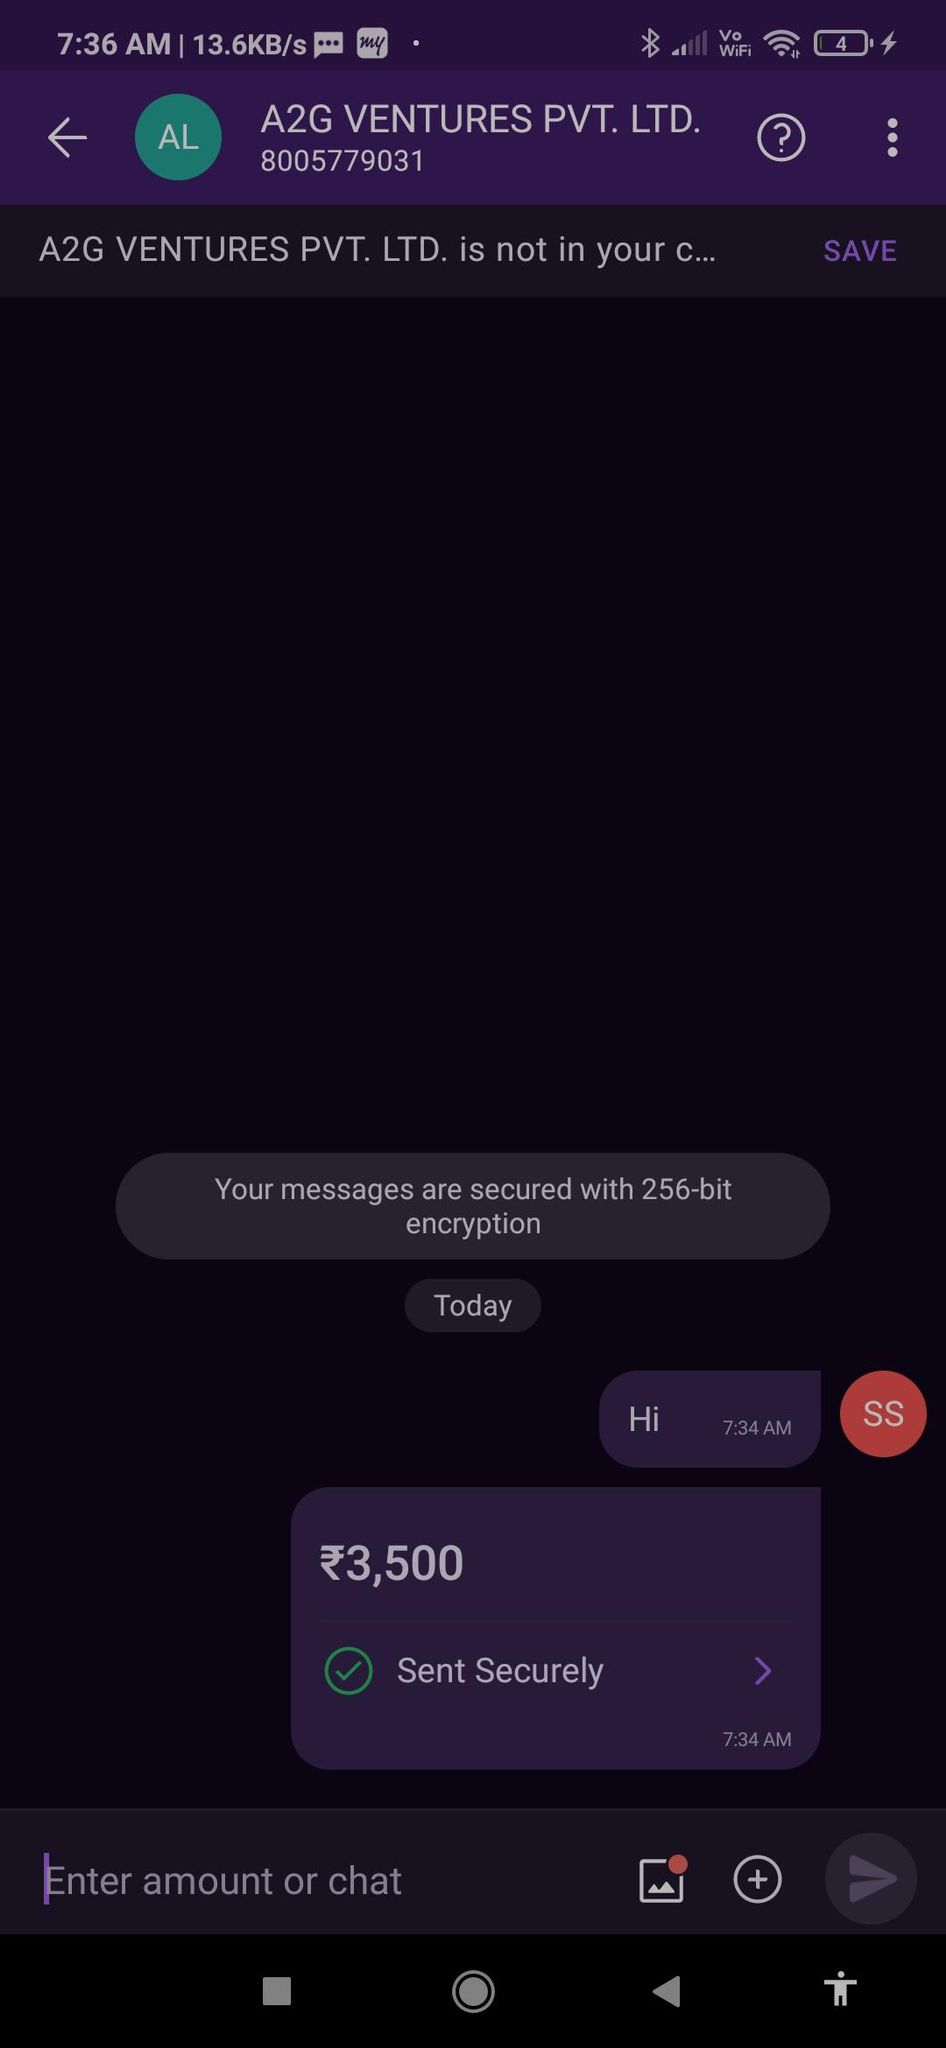 7:36 AM | 13.6KB/s my Vo WiFi 4
AL
A2G VENTURES PVT. LTD.
8005779031
?
A2G VENTURES PVT. LTD. is not in your c... SAVE
Your messages are secured with 256-bit
encryption
Today
Hi 7:34 AM SS
₹3,500
Sent Securely
7:34 AM
Enter amount or chat